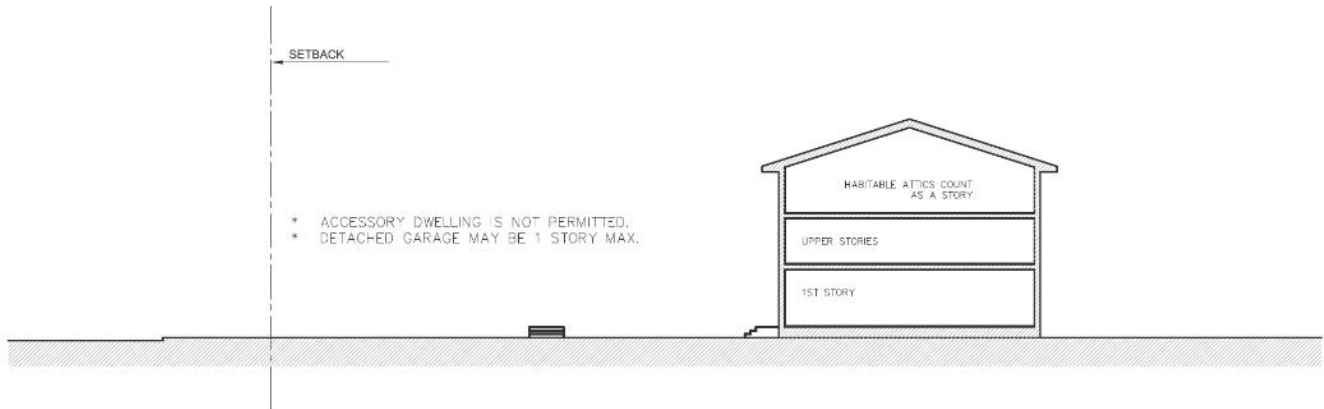 SETBACK
HABITABLE ATTICS COUNT
AS A STORY
* ACCESSORY DWELLING IS NOT PERMITTED.
* DETACHED GARAGE MAY BE 1 STORY MAX.
UPPER STORIES
1ST STORY